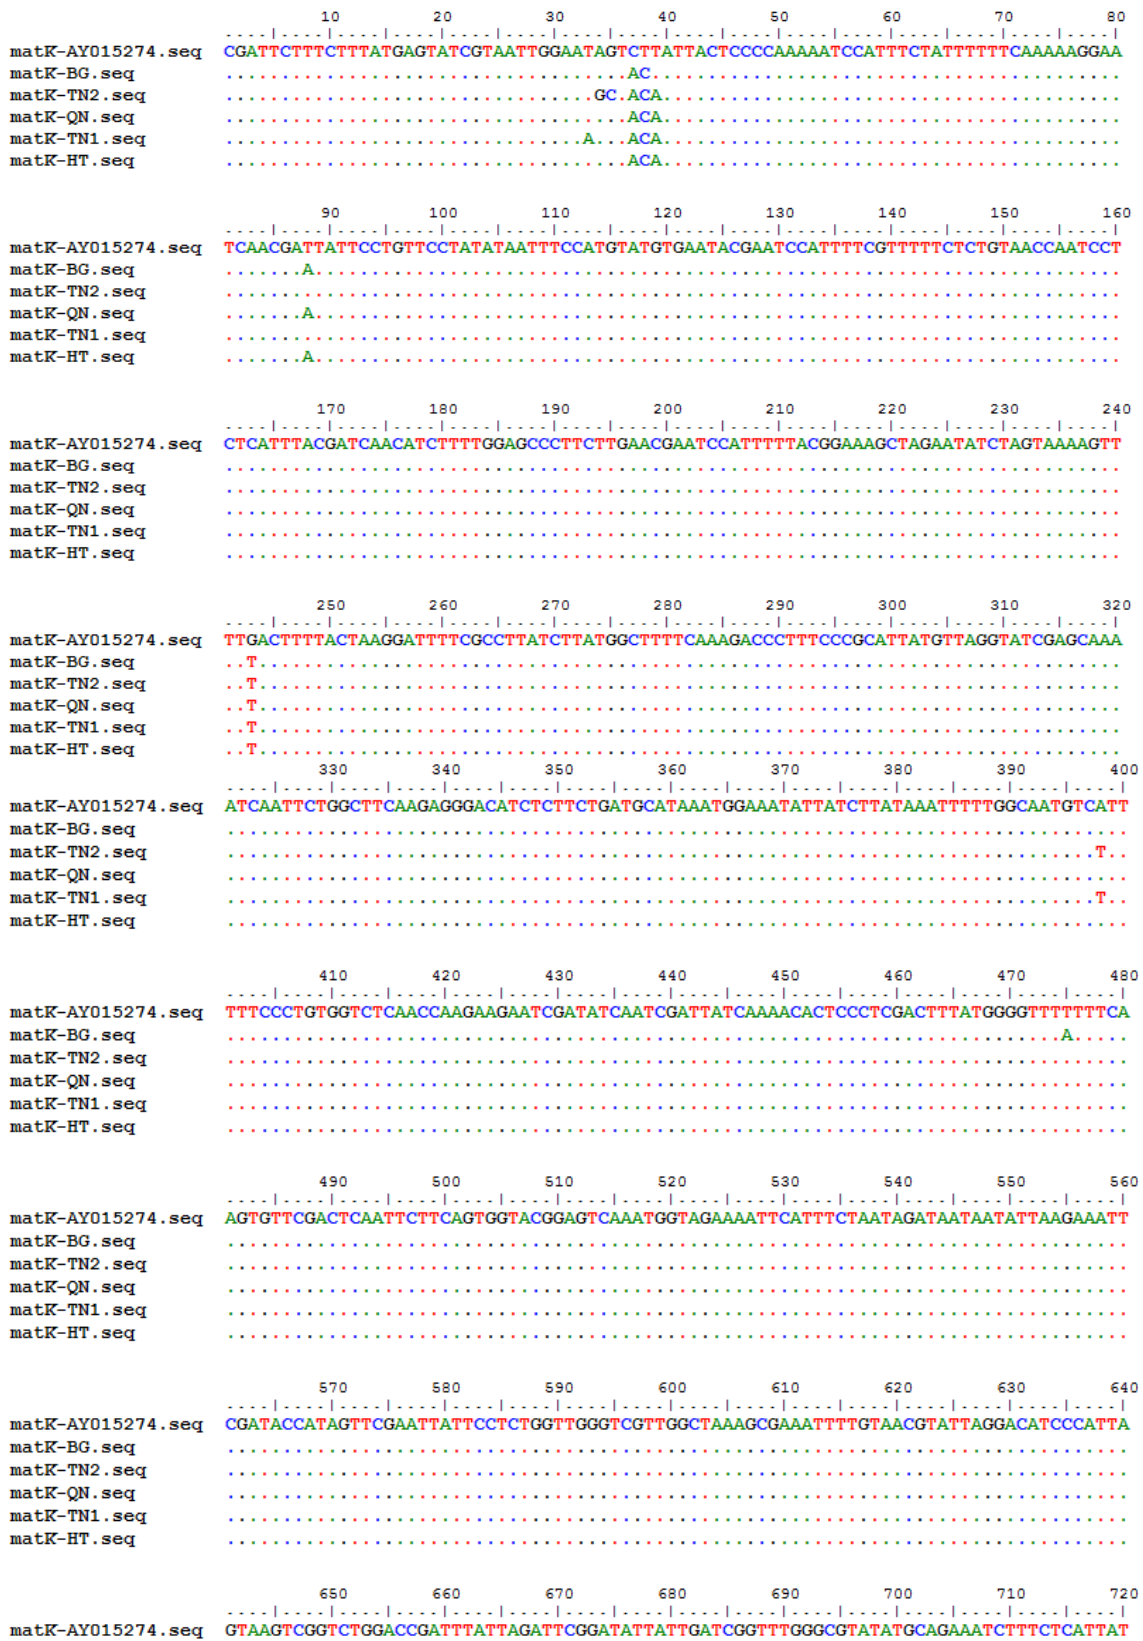 10 20 30 40 50 60 70 80
....|....|....|....|....|....|....|....|....|....|....|....|....|....|....|....|
matK-AY015274.seq CGATTCTTTCTTTATGAGTATCGTAATTGGAATAGTCTTATTACTCCCCAAAAATCCATTTCTATTTTTTCAAAAAGGAA
matK-BG.seq ....................................AC..........................................
matK-TN2.seq .................................GC.ACA.........................................
matK-QN.seq ....................................ACA.........................................
matK-TN1.seq ................................A...ACA.........................................
matK-HT.seq ....................................ACA.........................................
90 100 110 120 130 140 150 160
....|....|....|....|....|....|....|....|....|....|....|....|....|....|....|....|
matK-AY015274.seq TCAACGATTATTCCTGTTCCTATATAATTTCCATGTATGTGAATACGAATCCATTTTCGTTTTTCTCTGTAACCAATCCT
matK-BG.seq .......A........................................................................
matK-TN2.seq ................................................................................
matK-QN.seq .......A........................................................................
matK-TN1.seq ................................................................................
matK-HT.seq .......A........................................................................
170 180 190 200 210 220 230 240
....|....|....|....|....|....|....|....|....|....|....|....|....|....|....|....|
matK-AY015274.seq CTCATTTACGATCAACATCTTTTGGAGCCCTTCTTGAACGAATCCATTTTTACGGAAAGCTAGAATATCTAGTAAAAGTT
matK-BG.seq ................................................................................
matK-TN2.seq ................................................................................
matK-QN.seq ................................................................................
matK-TN1.seq ................................................................................
matK-HT.seq ................................................................................
250 260 270 280 290 300 310 320
....|....|....|....|....|....|....|....|....|....|....|....|....|....|....|....|
matK-AY015274.seq TTGACTTTTACTAAGGATTTTCGCCTTATCTTATGGCTTTTCAAAGACCCTTTCCCGCATTATGTTAGGTATCGAGCAAA
matK-BG.seq ..T.............................................................................
matK-TN2.seq ..T.............................................................................
matK-QN.seq ..T.............................................................................
matK-TN1.seq ..T.............................................................................
matK-HT.seq ..T.............................................................................
330 340 350 360 370 380 390 400
....|....|....|....|....|....|....|....|....|....|....|....|....|....|....|....|
matK-AY015274.seq ATCAATTCTGGCTTCAAGAGGGACATCTCTTCTGATGCATAAATGGAAATATTATCTTATAAATTTTTGGCAATGTCATT
matK-BG.seq ................................................................................
matK-TN2.seq .............................................................................T..
matK-QN.seq ................................................................................
matK-TN1.seq .............................................................................T..
matK-HT.seq ................................................................................
410 420 430 440 450 460 470 480
....|....|....|....|....|....|....|....|....|....|....|....|....|....|....|....|
matK-AY015274.seq TTTCCCTGTGGTCTCAACCAAGAAGAATCGATATCAATCGATTATCAAAACACTCCCTCGACTTTATGGGGTTTTTTTCA
matK-BG.seq ..........................................................................A.....
matK-TN2.seq ................................................................................
matK-QN.seq ................................................................................
matK-TN1.seq ................................................................................
matK-HT.seq ................................................................................
490 500 510 520 530 540 550 560
....|....|....|....|....|....|....|....|....|....|....|....|....|....|....|....|
matK-AY015274.seq AGTGTTCGACTCAATTCTTCAGTGGTACGGAGTCAAATGGTAGAAAATTCATTTCTAATAGATAATAATATTAAGAAATT
matK-BG.seq ................................................................................
matK-TN2.seq ................................................................................
matK-QN.seq ................................................................................
matK-TN1.seq ................................................................................
matK-HT.seq ................................................................................
570 580 590 600 610 620 630 640
....|....|....|....|....|....|....|....|....|....|....|....|....|....|....|....|
matK-AY015274.seq CGATACCATAGTTCGAATTATTCCTCTGGTTGGGTCGTTGGCTAAAGCGAAATTTTGTAACGTATTAGGACATCCCATTA
matK-BG.seq ................................................................................
matK-TN2.seq ................................................................................
matK-QN.seq ................................................................................
matK-TN1.seq ................................................................................
matK-HT.seq ................................................................................
650 660 670 680 690 700 710 720
....|....|....|....|....|....|....|....|....|....|....|....|....|....|....|....|
matK-AY015274.seq GTAAGTCGGTCTGGACCGATTTATTAGATTCGGATATTATTGATCGGTTTGGGCGTATATGCAGAAATCTTTCTCATTAT